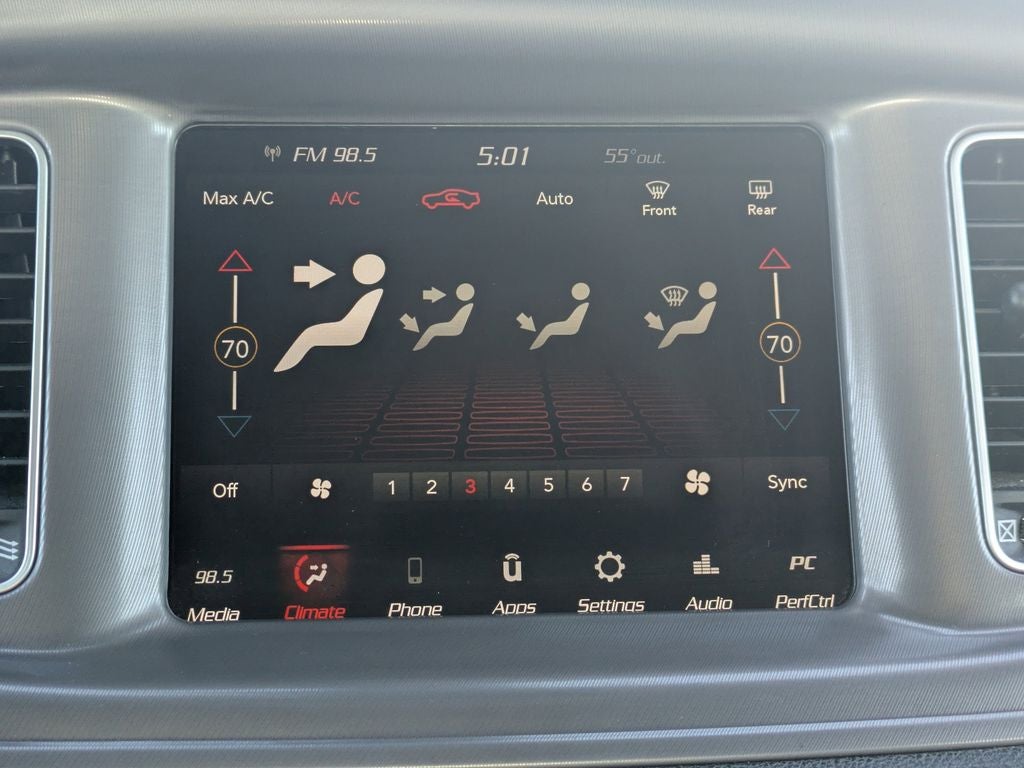 FM 98.5 5:01 55° out.
Max A/C A/C Auto Front Rear
70 70
Off 1 2 3 4 5 6 7 Sync
98.5 u PC
Media Climate Phone Apps Settings Audio PerfCtrl